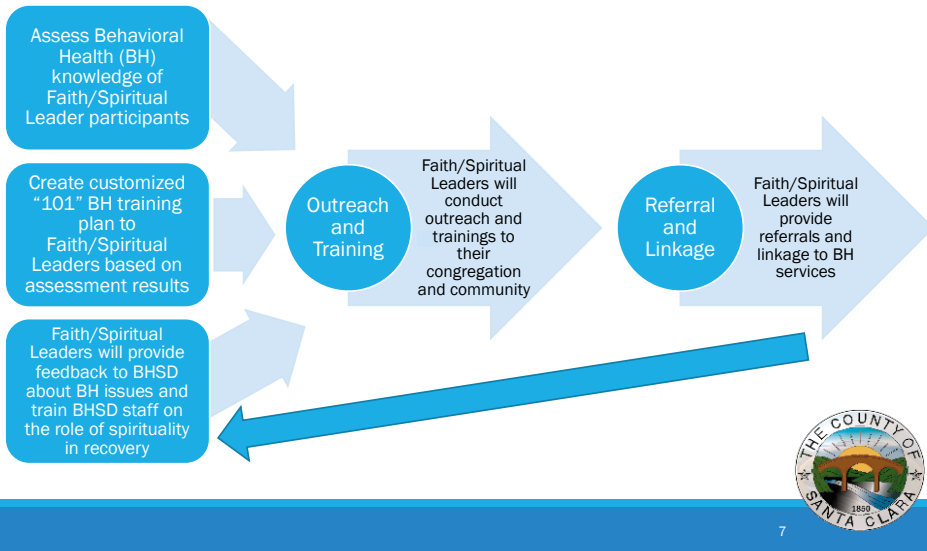 Assess Behavioral
Health (BH)
knowledge of
Faith/Spiritual
Leader participants
Create customized
“101” BH training
plan to
Faith/Spiritual
Leaders based on
assessment results
Faith/Spiritual
Leaders will provide
feedback to BHSD
about BH issues and
train BHSD staff on
the role of spirituality
in recovery
Outreach
and
Training
Faith/Spiritual
Leaders will
conduct
outreach and
trainings to
their
congregation
and community
Referral
and
Linkage
Faith/Spiritual
Leaders will
provide
referrals and
linkage to BH
services
THE COUNTY OF
SANTA CLARA
1850
7